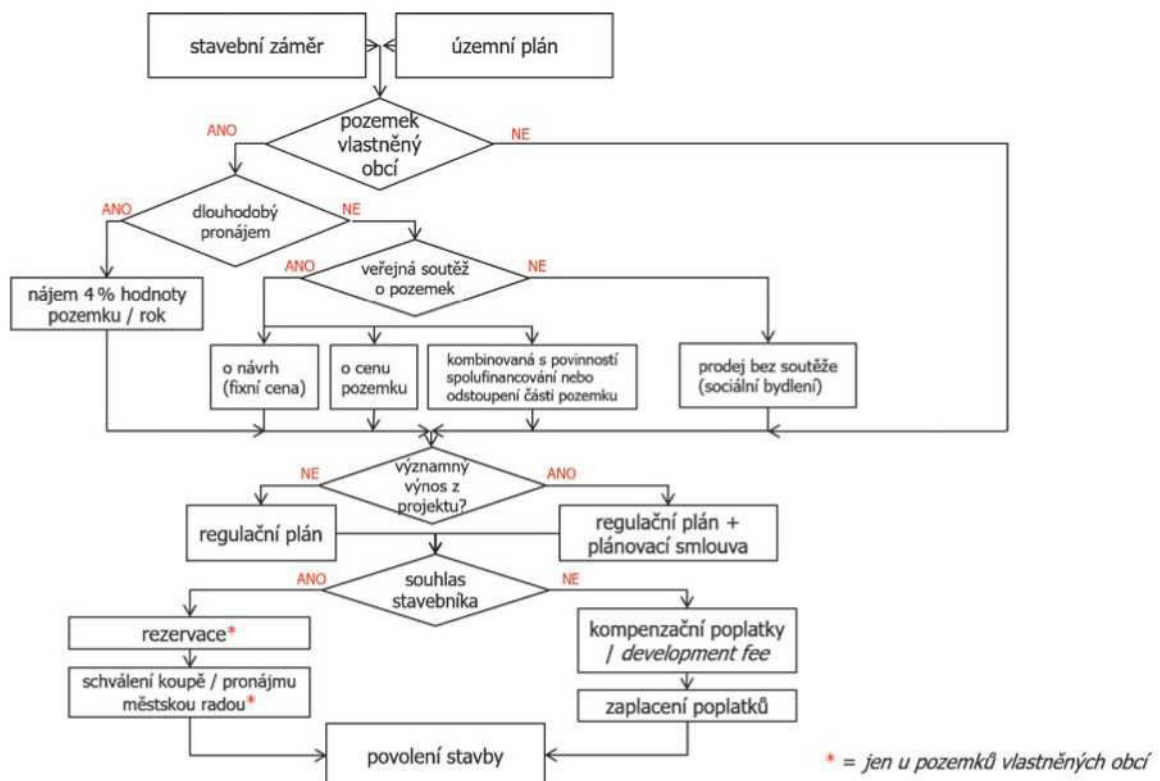 stavební záměr
územní plán
ANO
pozemek
vlastněný
obcí
NE
ANO
dlouhodobý
pronájem
NE
ANO
veřejná soutěž
o pozemek
NE
nájem 4 % hodnoty
pozemku / rok
o návrh
(fixní cena)
o cenu
pozemku
kombinovaná s povinností
spolufinancování nebo
odstoupení části pozemku
prodej bez soutěže
(sociální bydlení)
NE
významný
výnos z
projektu?
ANO
regulační plán
regulační plán +
plánovací smlouva
ANO
souhlas
stavebníka
NE
rezervace*
kompenzační poplatky
/ development fee
schválení koupě / pronájmu
městskou radou*
zaplacení poplatků
povolení stavby
* = jen u pozemků vlastněných obcí